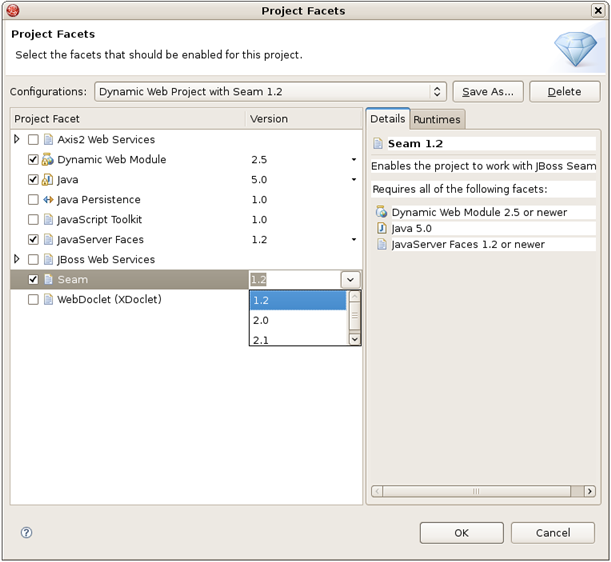 Project Facets
Project Facets
Select the facets that should be enabled for this project.
Configurations: Dynamic Web Project with Seam 1.2 Save As... Delete
Project Facet Version
Axis2 Web Services
Dynamic Web Module 2.5
Java 5.0
Java Persistence 1.0
JavaScript Toolkit 1.0
JavaServer Faces 1.2
JBoss Web Services
Seam 1.2
WebDoclet (XDoclet)
1.2
2.0
2.1
Details Runtimes
Seam 1.2
Enables the project to work with JBoss Seam
Requires all of the following facets:
Dynamic Web Module 2.5 or newer
Java 5.0
JavaServer Faces 1.2 or newer
OK Cancel